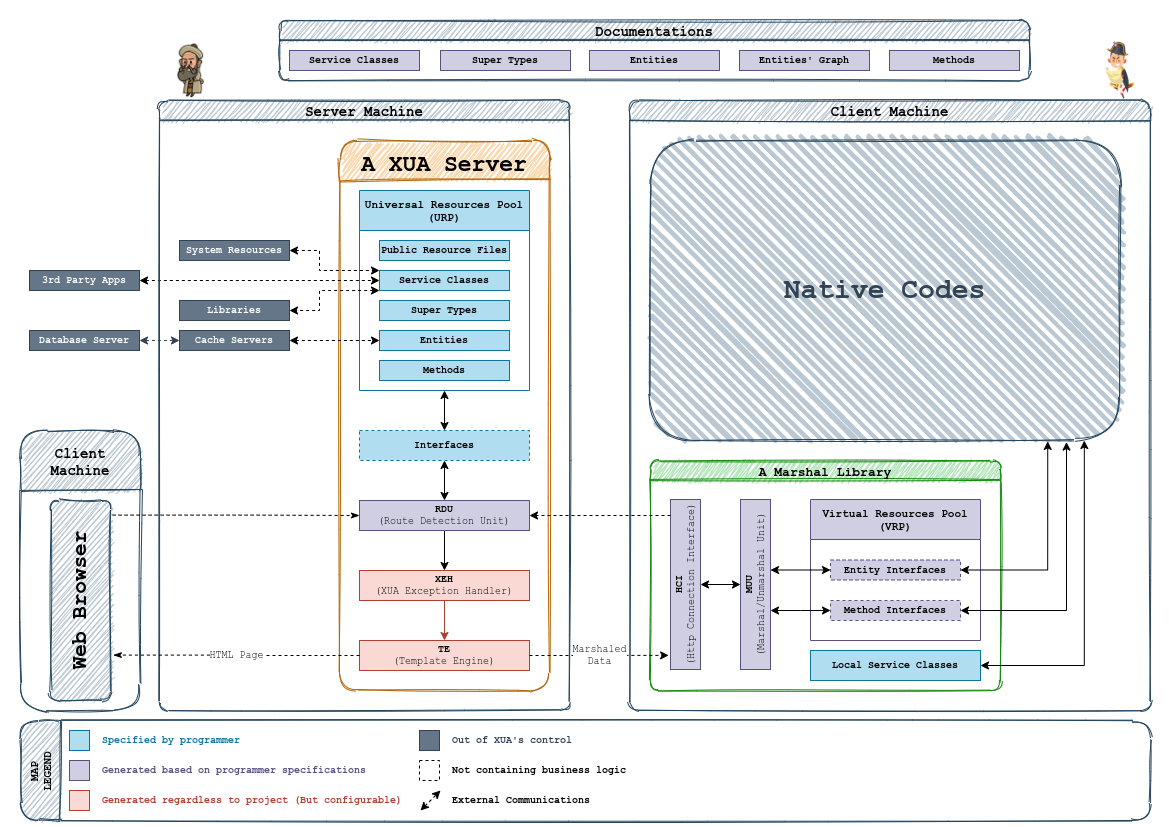 Documentations
Service Classes
Super Types
Entities
Entities' Graph
Methods
Server Machine
A XUA Server
Universal Resources Pool
(URP)
Public Resource Files
Service Classes
Super Types
Entities
Methods
System Resources
3rd Party Apps
Libraries
Database Server
Cache Servers
Interfaces
RDU
(Route Detection Unit)
XEH
(XUA Exception Handler)
TE
(Template Engine)
Client
Machine
Web Browser
HTML Page
Marshaled
Data
Client Machine
Native Codes
A Marshal Library
HCI
(Http Connection Interface)
MUU
(Marshal/Unmarshal Unit)
Virtual Resources Pool
(VRP)
Entity Interfaces
Method Interfaces
Local Service Classes
MAP
LEGEND
Specified by programmer
Generated based on programmer specifications
Generated regardless to project (But configurable)
Out of XUA's control
Not containing business logic
External Communications